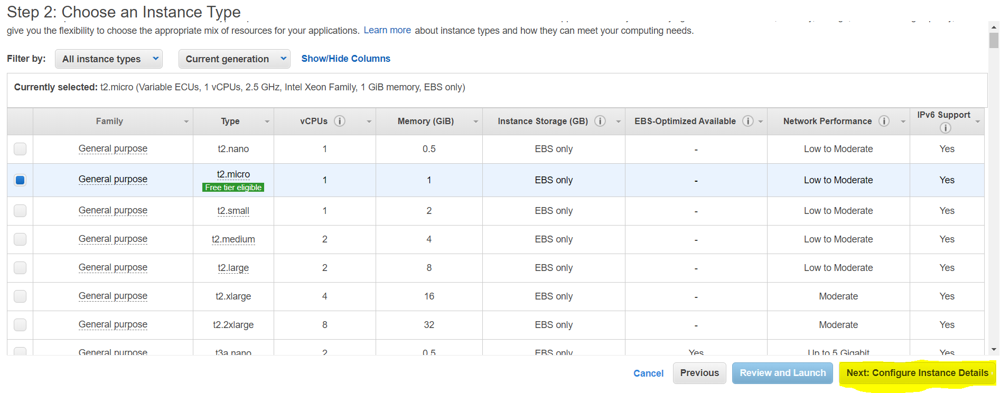 Step 2: Choose an Instance Type
give you the flexibility to choose the appropriate mix of resources for your applications. Learn more about instance types and how they can meet your computing needs.
Filter by: All instance types Current generation Show/Hide Columns
Currently selected: t2.micro (Variable ECUs, 1 vCPUs, 2.5 GHz, Intel Xeon Family, 1 GiB memory, EBS only)
Family Type vCPUs Memory (GiB) Instance Storage (GB) EBS-Optimized Available Network Performance IPv6 Support
General purpose t2.nano 1 0.5 EBS only - Low to Moderate Yes
General purpose t2.micro 1 1 EBS only - Low to Moderate Yes
Free tier eligible
General purpose t2.small 1 2 EBS only - Low to Moderate Yes
General purpose t2.medium 2 4 EBS only - Low to Moderate Yes
General purpose t2.large 2 8 EBS only - Low to Moderate Yes
General purpose t2.xlarge 4 16 EBS only - Moderate Yes
General purpose t2.2xlarge 8 32 EBS only - Moderate Yes
General purpose t3a.nano 2 0.5 EBS only Yes Up to 5 Gigabit Yes
Cancel Previous Review and Launch Next: Configure Instance Details